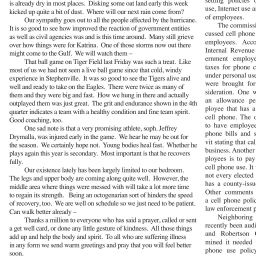 is already dry in most places. Disking some oat land early this week
kicked up quite a bit of dust. Where will our next rain come from?
Our sympathy goes out to all the people affected by the hurricane.
It is so good to see how improved the reaction of government entities
as well as civil agencies was and is this time around. Many still grieve
over how things were for Katrina. One of those storms now out there
might come to the Gulf. We will watch them –
That ball game on Tiger Field last Friday was such a treat. Like
most of us we had not seen a live ball game since that cold, windy
experience in Stephenville. It was so good to see the Tigers alive and
well and ready to take on the Eagles. There were twice as many of
them and they were big and fast. How we hung in there and actually
outplayed them was just great. The grit and endurance shown in the 4th
quarter indicates a team with a healthy condition and fine team spirit.
Good coaching, too.
One sad note is that a very promising athlete, soph. Jeffrey
Drymalla, was injured early in the game. We hear he may be out for
the season. We certainly hope not. Young bodies heal fast. Whether he
plays again this year is secondary. Most important is that he recovers
fully.
Our existence lately has been largely limited to our bedroom.
The legs and upper body are coming along quite well. However, the
middle area where things were messed with will take a lot more time
to regain its strength. Being an octogenarian sort of hinders the speed
of recovery, too. We are well on schedule so we just need to be patient.
Can walk better already –
Thanks a million to everyone who has said a prayer, called or sent
a get well card, or done any little gesture of kindness. All those things
add up and help the body and spirit. To all who are suffering illness
in any form we send warm greetings and pray that you will feel better
soon.
setting policies
use, Internet use a
of employees.
The commiss
cussed cell phone
employees. Acco
Internal Revenue
ernment employ
taxes for phone c
under personal use
were brought for
sideration. One w
an allowance pe
ployee that has a
cell phone. The o
to have employee
phone bills and s
vit stating that cal
business. Another
ployees is to pay
cell phone use. It
not every elected
has a county-issu
Other comments
a cell phone polic
law enforcement p
Neighboring
recently been audi
and Robertson C
mined it needed
phone use policy